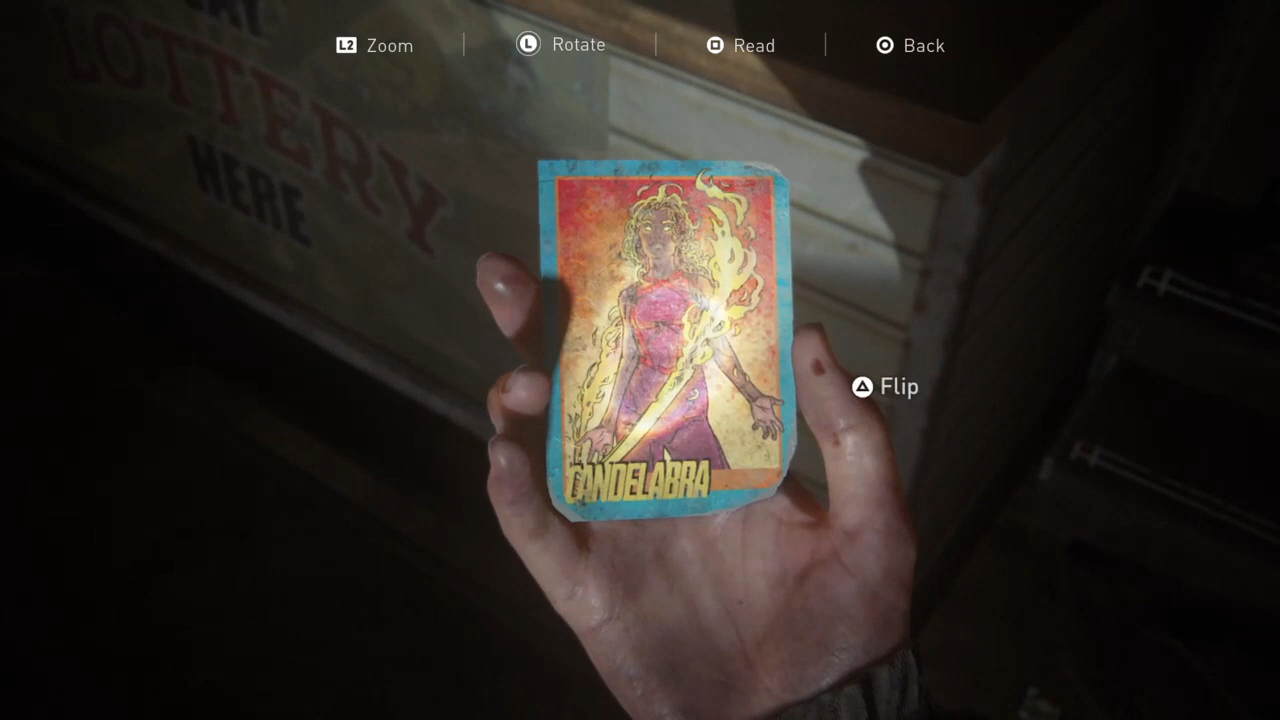 L2 Zoom
L Rotate
Read
Back
LOTTERY
HERE
Flip
CANDELABRA